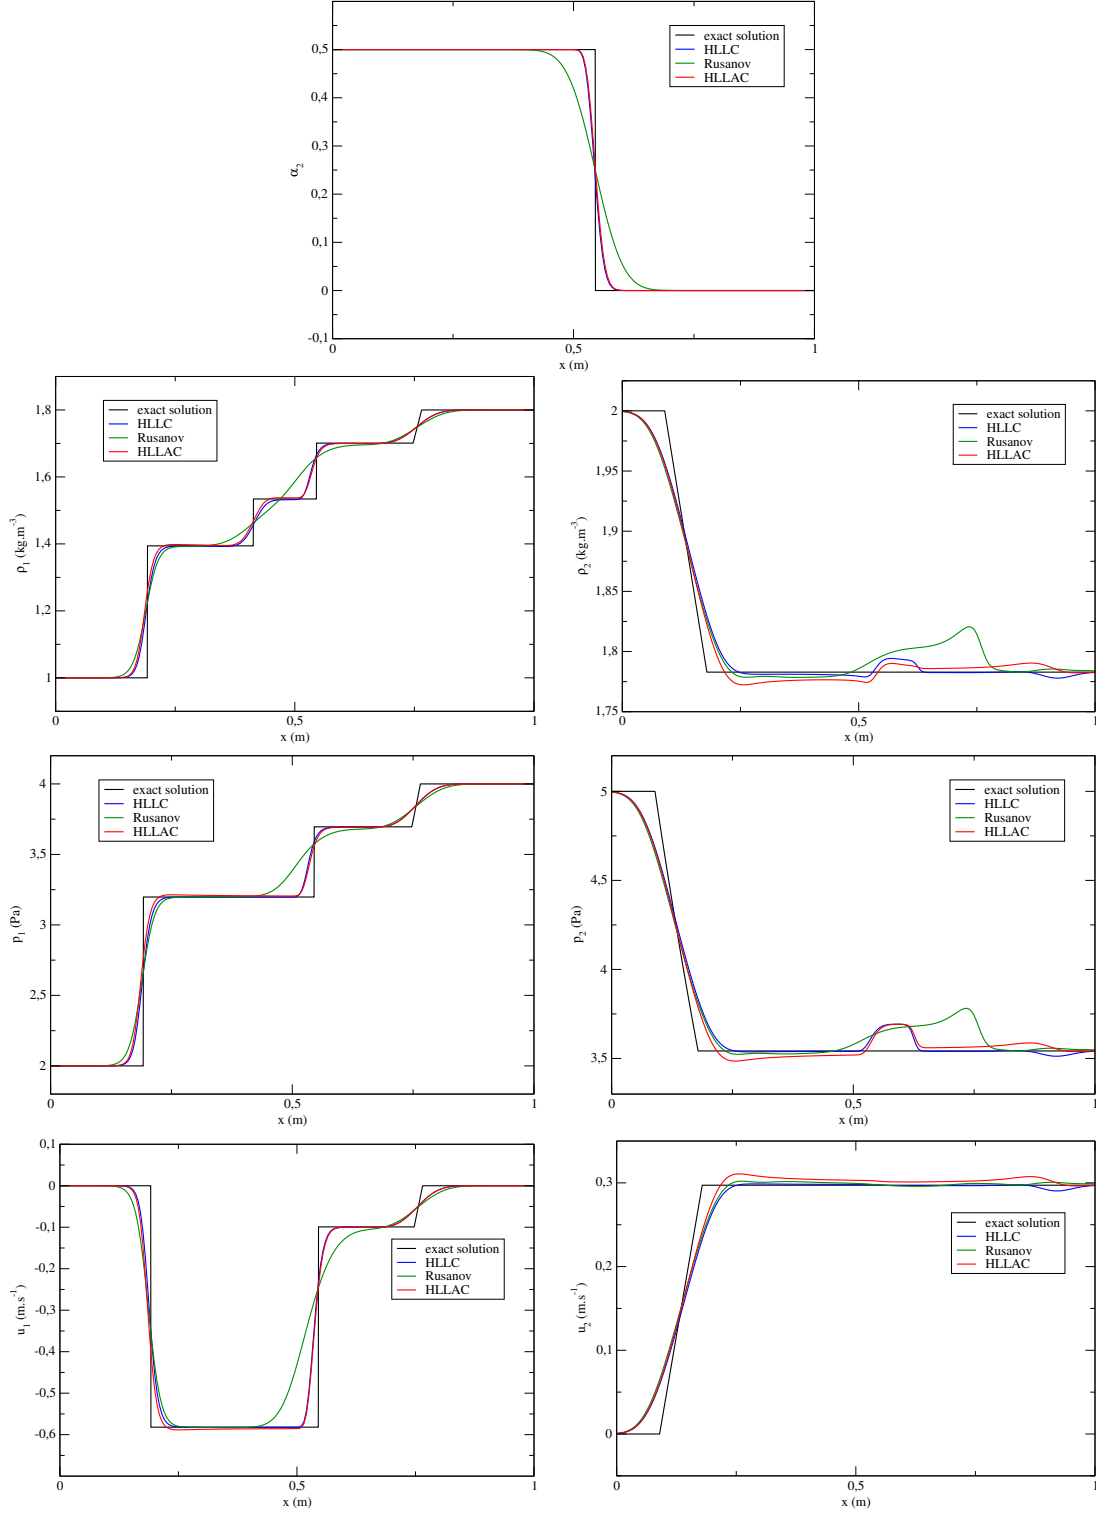 exact solution
HLLC
Rusanov
HLLAC
0,5
0,4
0,3
0,2
0,1
0
-0,1
α2
0
0,5
1
x (m)
exact solution
HLLC
Rusanov
HLLAC
1,8
1,6
1,4
1,2
1
ρ1 (kg.m-3)
0
0,5
1
x (m)
exact solution
HLLC
Rusanov
HLLAC
2
1,95
1,9
1,85
1,8
1,75
ρ2 (kg.m-3)
0
0,5
1
x (m)
exact solution
HLLC
Rusanov
HLLAC
4
3,5
3
2,5
2
p1 (Pa)
0
0,5
1
x (m)
exact solution
HLLC
Rusanov
HLLAC
5
4,5
4
3,5
p2 (Pa)
0
0,5
1
x (m)
0,1
0
-0,1
-0,2
-0,3
-0,4
-0,5
-0,6
u1 (m.s-1)
exact solution
HLLC
Rusanov
HLLAC
0
0,5
1
x (m)
0,3
0,2
0,1
0
u2 (m.s-1)
exact solution
HLLC
Rusanov
HLLAC
0
0,5
1
x (m)